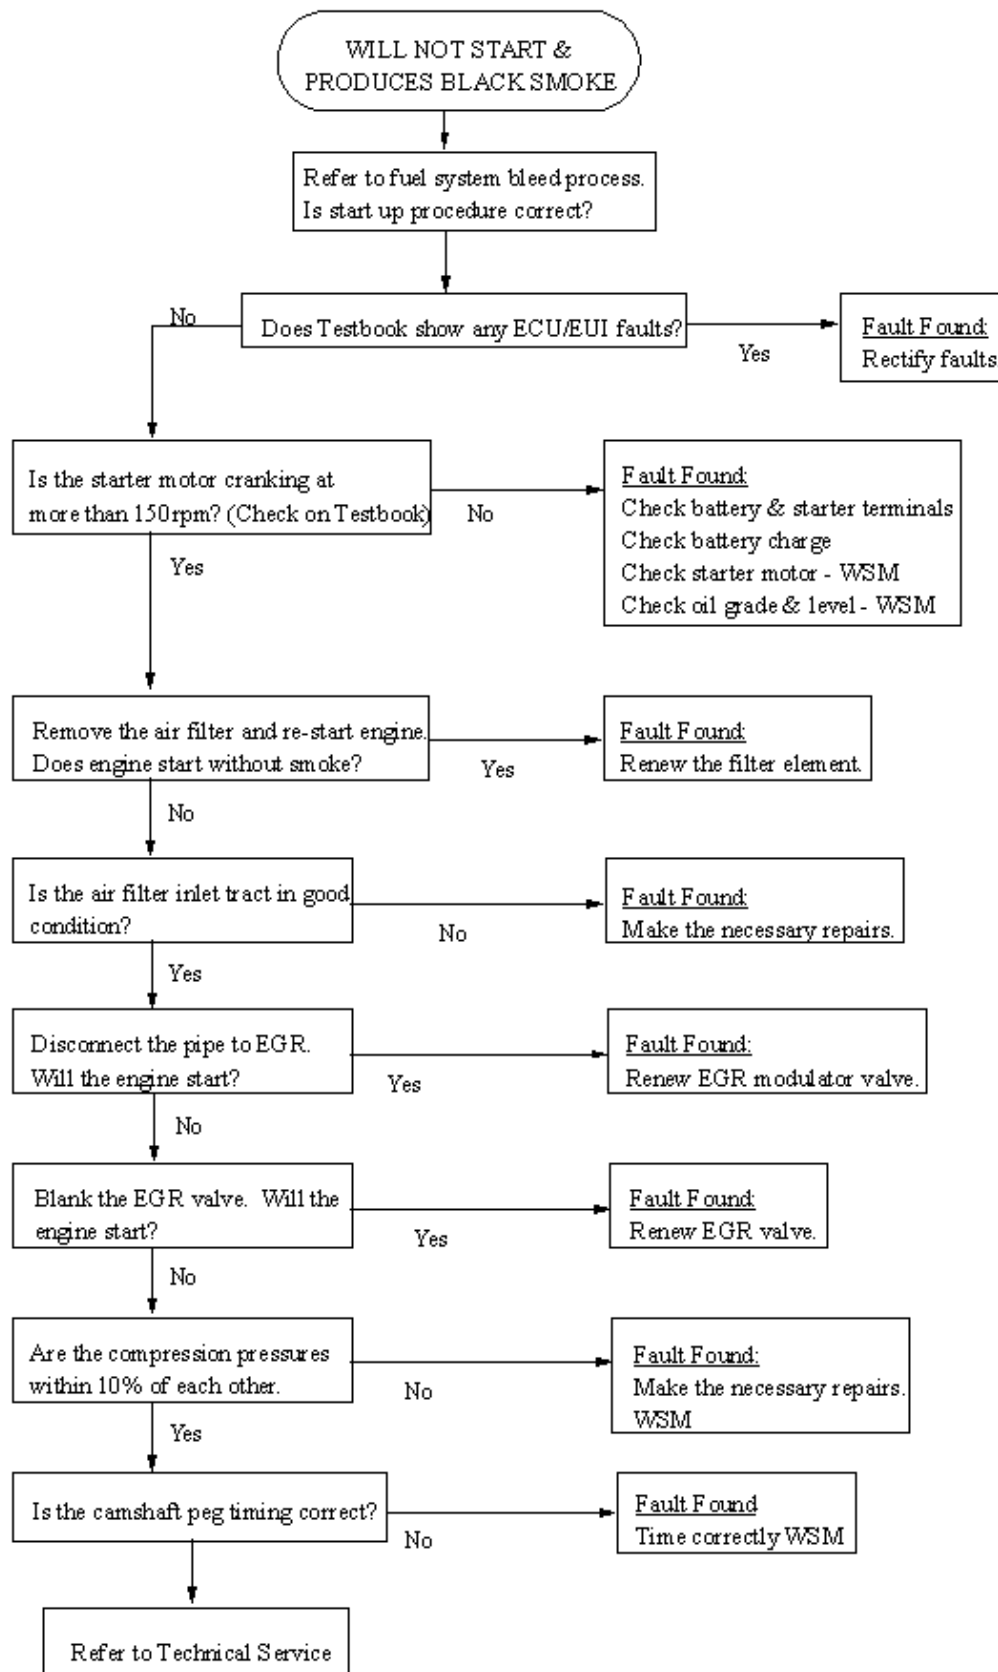 WILL NOT START &
PRODUCES BLACK SMOKE
Refer to fuel system bleed process.
Is start up procedure correct?
No
Does Testbook show any ECU/EUI faults?
Yes
Fault Found:
Rectify faults
Is the starter motor cranking at
more than 150 rpm? (Check on Testbook)
No
Yes
Fault Found:
Check battery & starter terminals
Check battery charge
Check starter motor - WSM
Check oil grade & level - WSM
Remove the air filter and re-start engine.
Does engine start without smoke?
Yes
No
Fault Found:
Renew the filter element.
Is the air filter inlet tract in good
condition?
No
Yes
Fault Found:
Make the necessary repairs.
Disconnect the pipe to EGR.
Will the engine start?
Yes
No
Fault Found:
Renew EGR modulator valve.
Blank the EGR valve. Will the
engine start?
Yes
No
Fault Found:
Renew EGR valve.
Are the compression pressures
within 10% of each other.
No
Yes
Fault Found:
Make the necessary repairs.
WSM
Is the camshaft peg timing correct?
No
Fault Found
Time correctly WSM
Refer to Technical Service